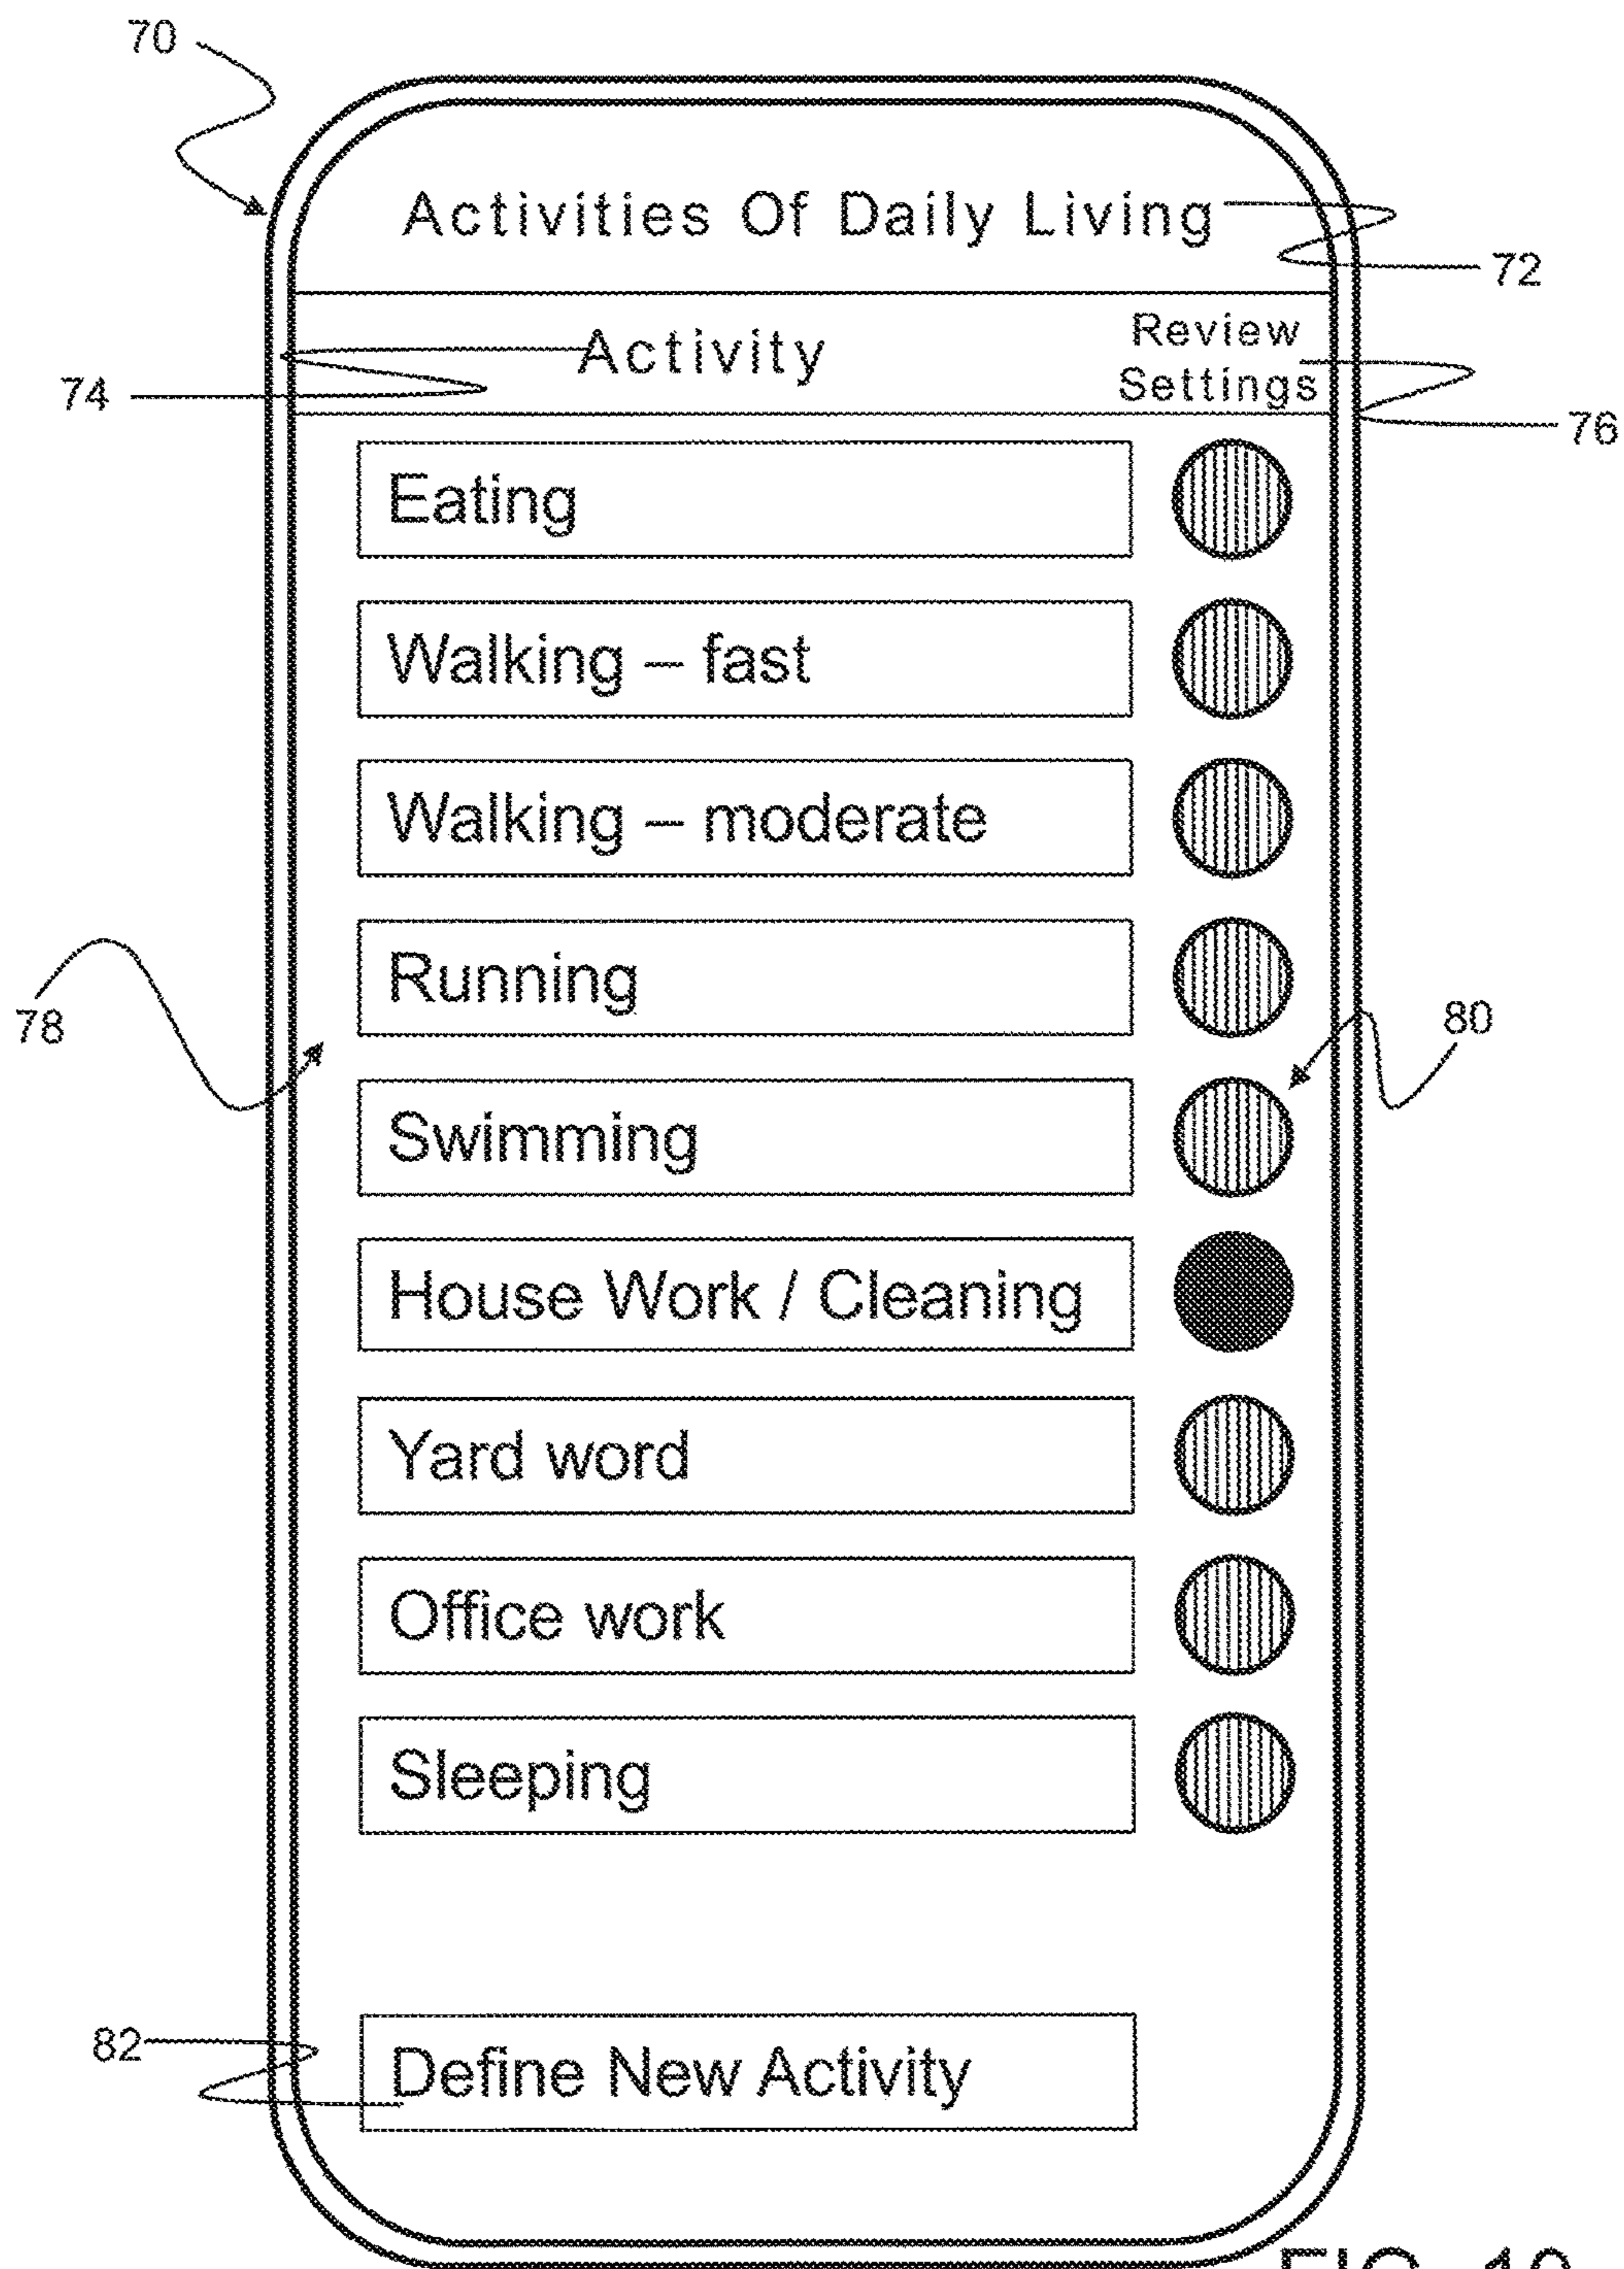 70
Activities Of Daily Living
72
Activity
Review
Settings
74
76
Eating
Walking – fast
Walking – moderate
Running
78
80
Swimming
House Work / Cleaning
Yard word
Office work
Sleeping
82
Define New Activity